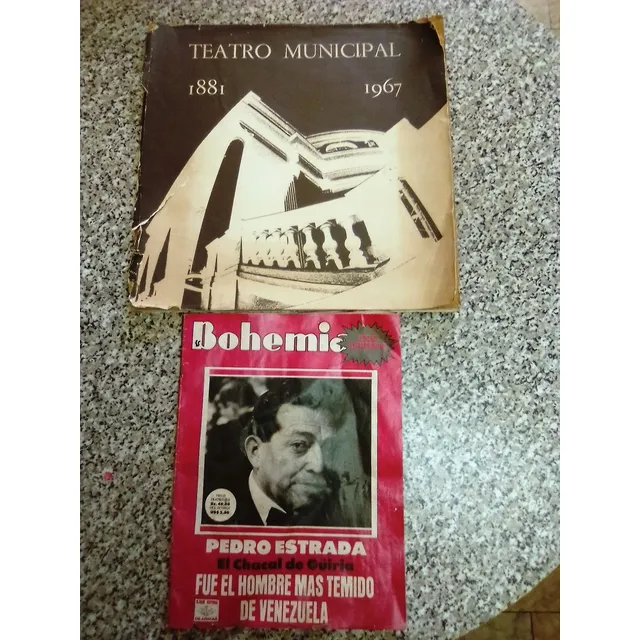 TEATRO MUNICIPAL
1881 1967
Bohemia
PEDRO ESTRADA
El Chacal de Güiria
FUE EL HOMBRE MAS TEMIDO
DE VENEZUELA